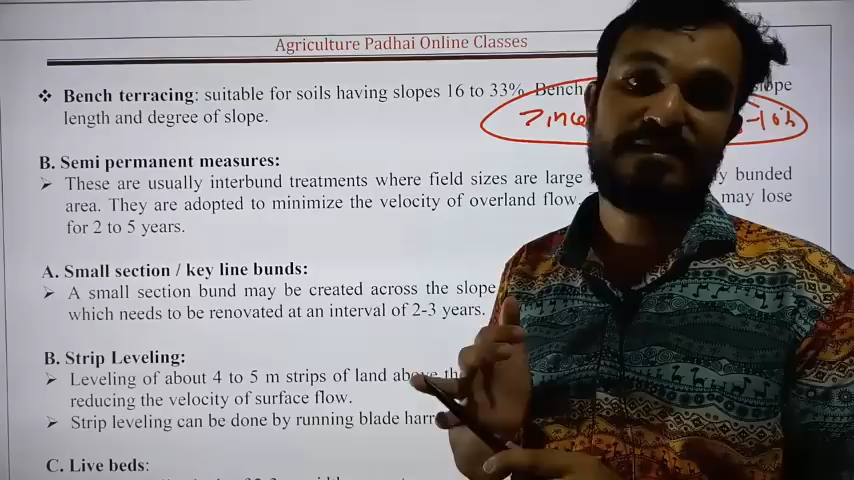 Agriculture Padhai Online Classes
❖ Bench terracing: suitable for soils having slopes 16 to 33%. Bench slope
length and degree of slope.
B. Semi permanent measures:
➢ These are usually interbund treatments where field sizes are large bunded
area. They are adopted to minimize the velocity of overland flow. may lose
for 2 to 5 years.
A. Small section / key line bunds:
➢ A small section bund may be created across the slope
which needs to be renovated at an interval of 2-3 years.
B. Strip Leveling:
➢ Leveling of about 4 to 5 m strips of land above
reducing the velocity of surface flow.
➢ Strip leveling can be done by running blade
C. Live beds: